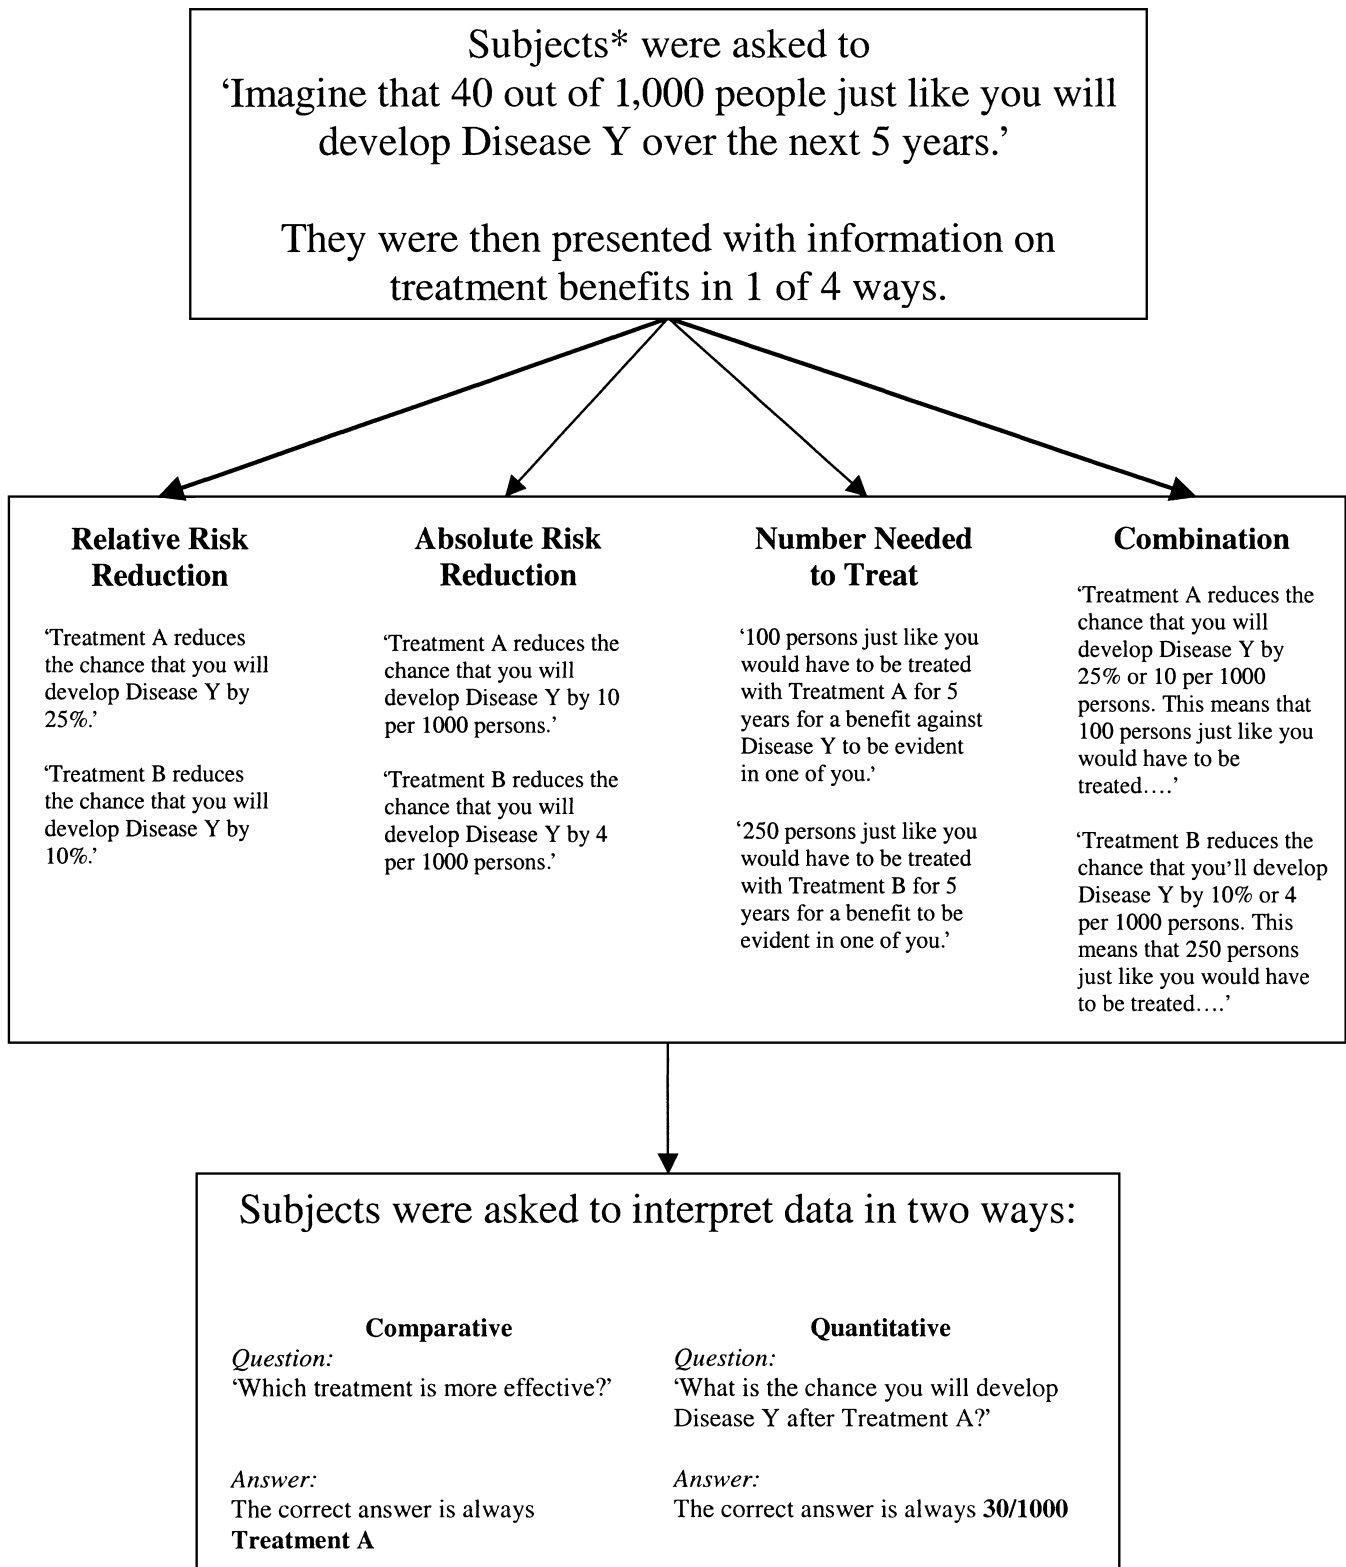 Subjects* were asked to
‘Imagine that 40 out of 1,000 people just like you will
develop Disease Y over the next 5 years.’
They were then presented with information on
treatment benefits in 1 of 4 ways.
Relative Risk
Reduction
‘Treatment A reduces
the chance that you will
develop Disease Y by
25%.’
‘Treatment B reduces
the chance that you will
develop Disease Y by
10%.’
Absolute Risk
Reduction
‘Treatment A reduces the
chance that you will
develop Disease Y by 10
per 1000 persons.’
‘Treatment B reduces the
chance that you will
develop Disease Y by 4
per 1000 persons.’
Number Needed
to Treat
‘100 persons just like you
would have to be treated
with Treatment A for 5
years for a benefit against
Disease Y to be evident
in one of you.’
‘250 persons just like you
would have to be treated
with Treatment B for 5
years for a benefit to be
evident in one of you.’
Combination
‘Treatment A reduces the
chance that you will
develop Disease Y by
25% or 10 per 1000
persons. This means that
100 persons just like you
would have to be
treated….’
‘Treatment B reduces the
chance that you’ll develop
Disease Y by 10% or 4
per 1000 persons. This
means that 250 persons
just like you would have
to be treated….’
Subjects were asked to interpret data in two ways:
Comparative
Question:
‘Which treatment is more effective?’
Answer:
The correct answer is always
Treatment A
Quantitative
Question:
‘What is the chance you will develop
Disease Y after Treatment A?’
Answer:
The correct answer is always 30/1000